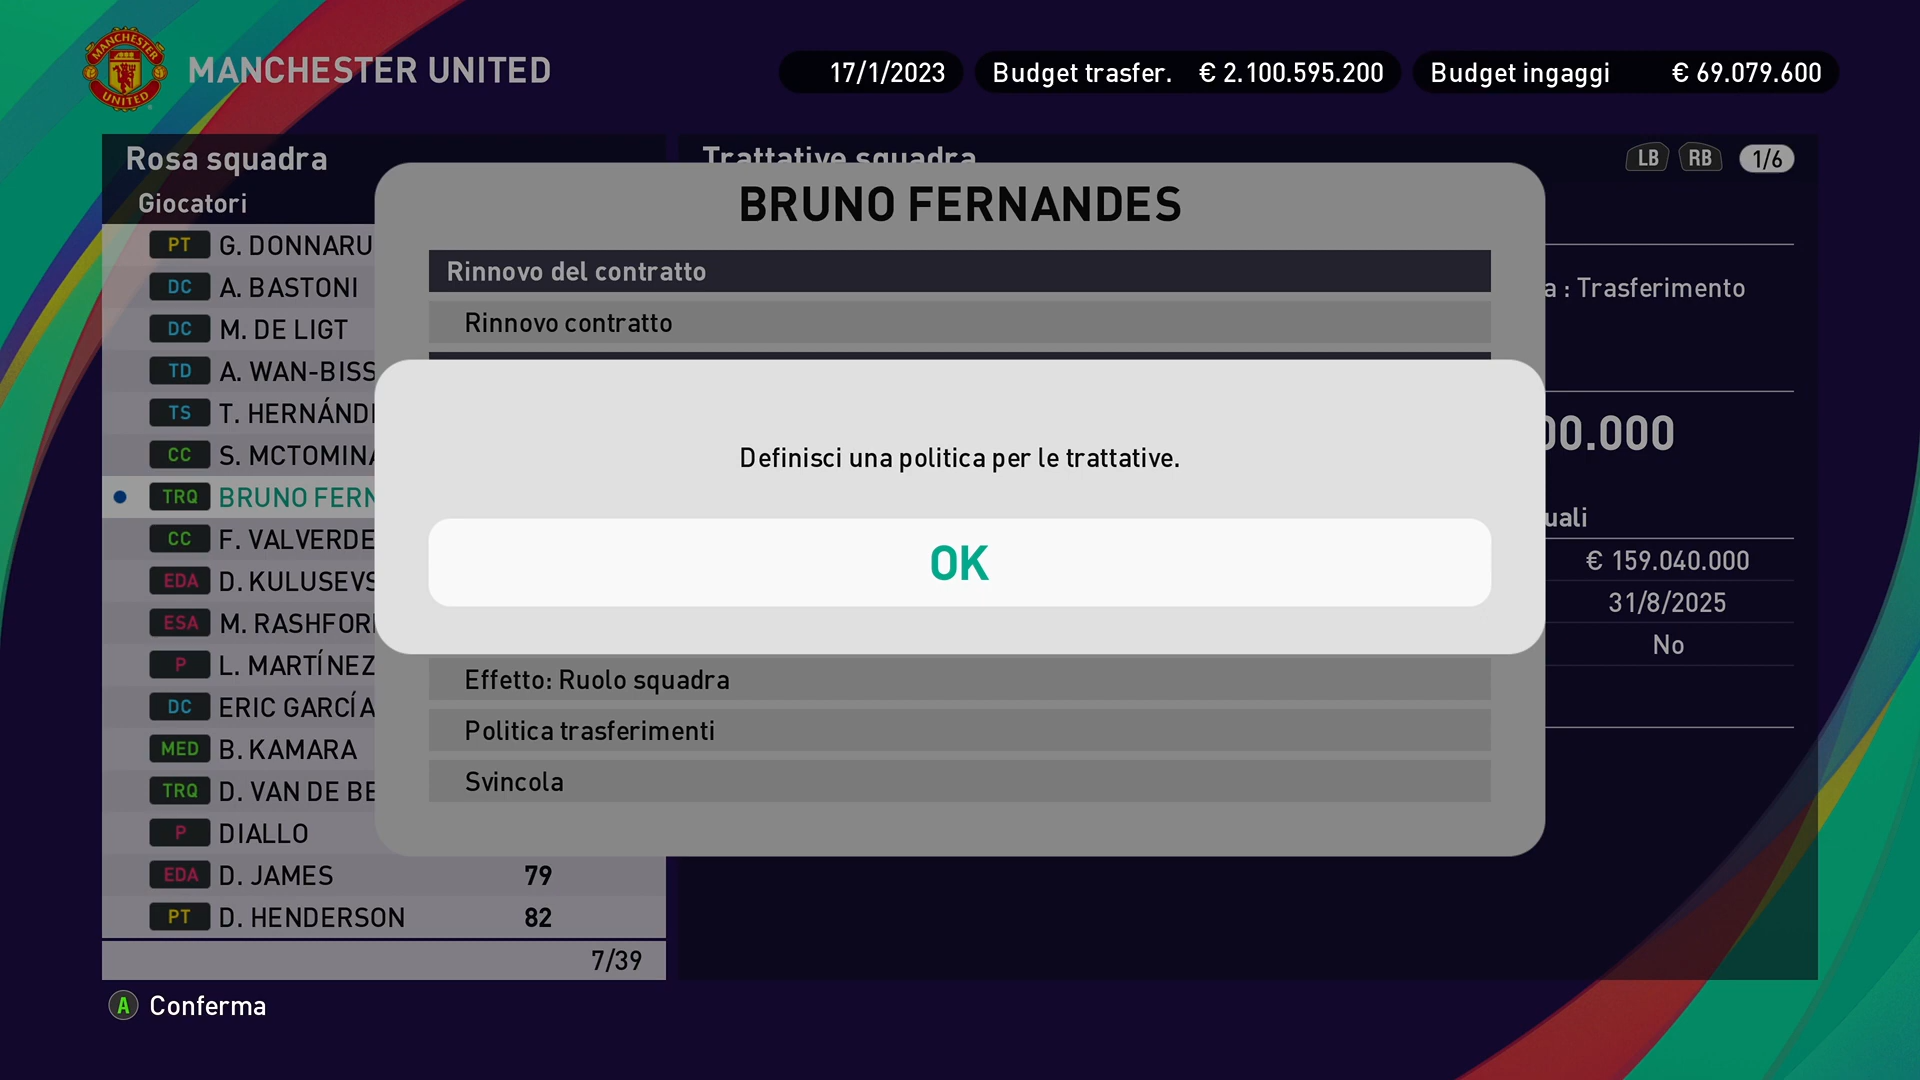 MANCHESTER UNITED
17/1/2023
Budget trasfer. € 2.100.595.200
Budget ingaggi € 69.079.600
MANCHESTER
UNITED
Rosa squadra
Giocatori
PT G. DONNARU
DC A. BASTONI
DC M. DE LIGT
TD A. WAN-BISS
TS T. HERNÁND
CC S. MCTOMINA
TRQ BRUNO FERN
CC F. VALVERDE
EDA D. KULUSEVS
ESA M. RASHFOR
P L. MARTÍNEZ
DC ERIC GARCÍA
MED B. KAMARA
TRQ D. VAN DE BE
P DIALLO
EDA D. JAMES 79
PT D. HENDERSON 82
7/39
Trattative squadra
LB RB 1/6
BRUNO FERNANDES
Rinnovo del contratto
Rinnovo contratto
Definisci una politica per le trattative.
OK
Effetto: Ruolo squadra
Politica trasferimenti
Svincola
a : Trasferimento
00.000
uali
€ 159.040.000
31/8/2025
No
A Conferma